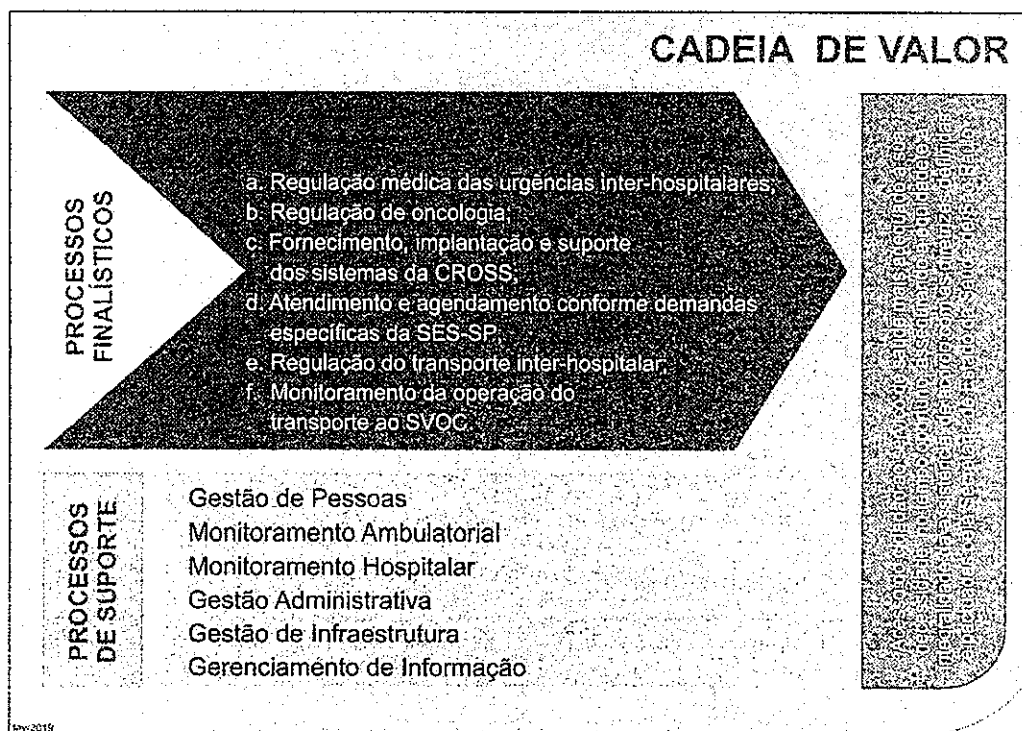 CADEIA DE VALOR
PROCESSOS
FINALÍSTICOS
a. Regulação médica das urgências inter-hospitalares;
b. Regulação de oncologia;
c. Fornecimento, implantação e suporte
dos sistemas da CROSS;
d. Atendimento e agendamento conforme demandas
específicas da SES-SP;
e. Regulação do transporte inter-hospitalar;
f. Monitoramento da operação do
transporte ao SVOC.
PROCESSOS
DE SUPORTE
Gestão de Pessoas
Monitoramento Ambulatorial
Monitoramento Hospitalar
Gestão Administrativa
Gestão de Infraestrutura
Gerenciamento de Informação